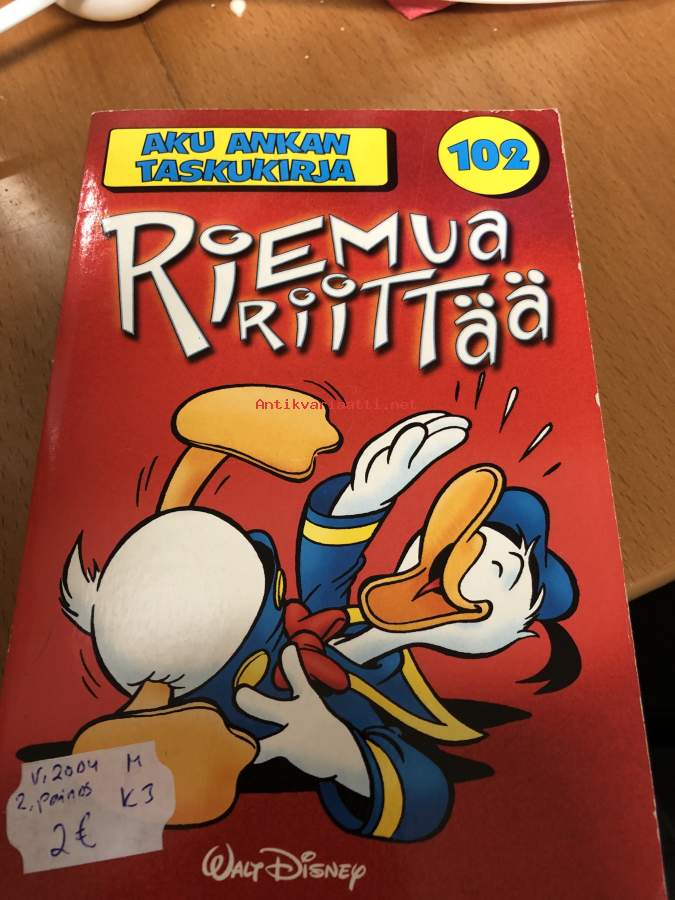 AKU ANKAN
TASKUKIRJA
102
RIEMUA
RIITTÄÄ
Antikvariaatti.net
V, 2004 M
2, painos K3
2€
WALT DISNEY